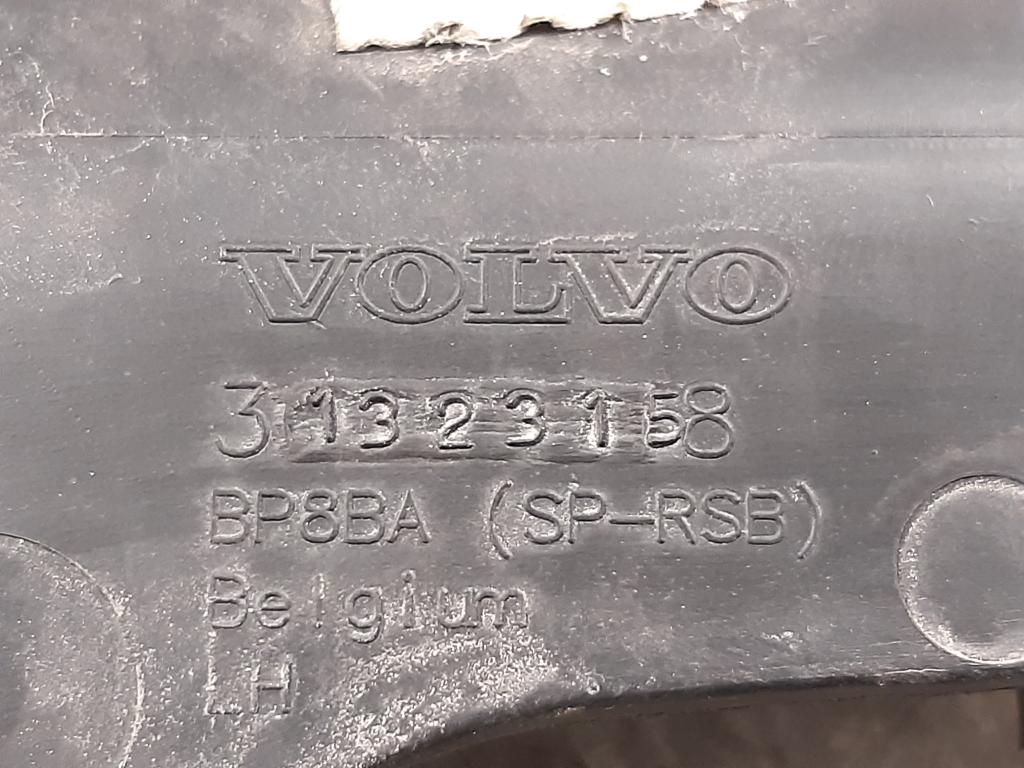 VOLVO
31323158
BP8BA (SP-RSB)
Belgium
LH